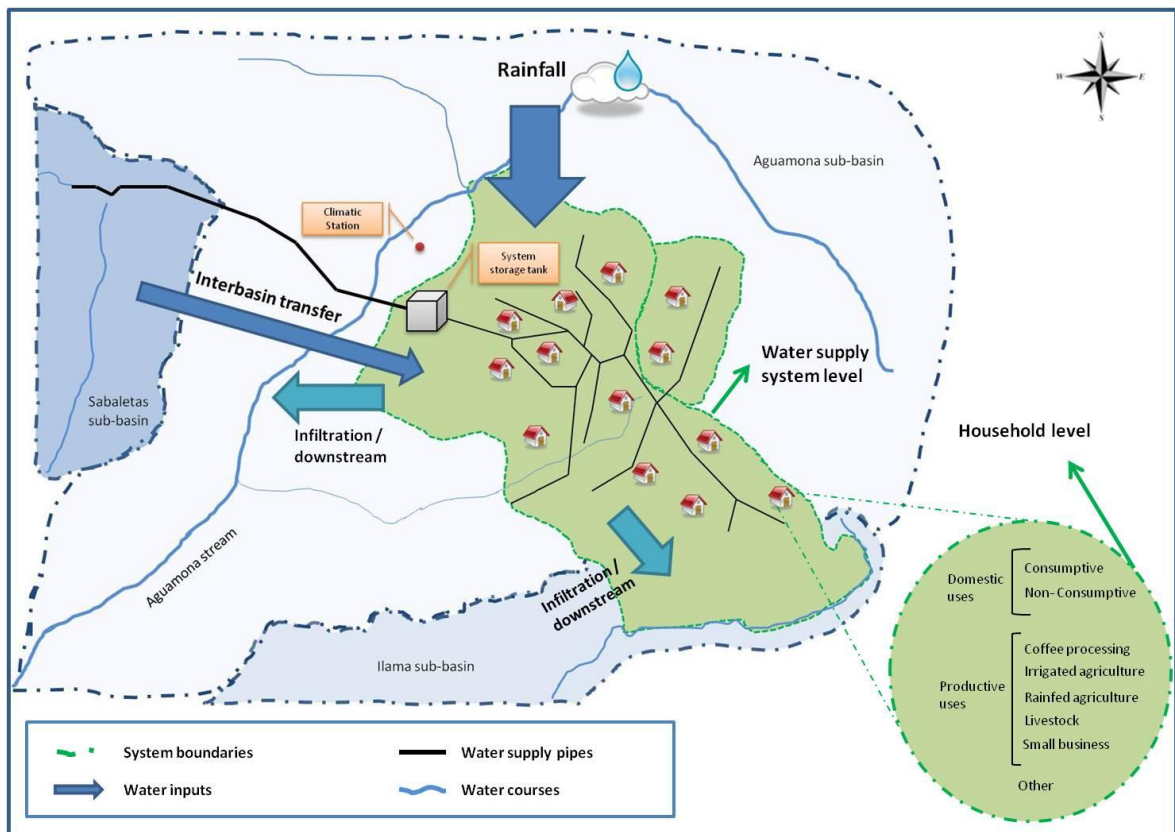 Rainfall
N
W
E
S
Aguamona sub-basin
Climatic
Station
System
storage tank
Interbasin transfer
Sabaletas
sub-basin
Water supply
system level
Infiltration /
downstream
Household level
Aguamona stream
Infiltration /
downstream
Ilama sub-basin
Domestic
uses
Consumptive
Non- Consumptive
Productive
uses
Coffee processing
Irrigated agriculture
Rainfed agriculture
Livestock
Small business
Other
System boundaries
Water supply pipes
Water inputs
Water courses